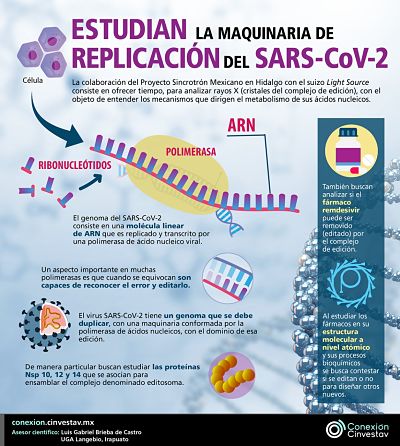 ESTUDIAN LA MAQUINARIA DE
REPLICACIÓN DEL SARS-CoV-2
Célula
La colaboración del Proyecto Sincrotrón Mexicano en Hidalgo con el suizo Light Source
consiste en ofrecer tiempo, para analizar rayos X (cristales del complejo de edición), con el
objeto de entender los mecanismos que dirigen el metabolismo de sus ácidos nucleicos.
ARN
POLIMERASA
RIBONUCLEÓTIDOS
El genoma del SARS-CoV-2
consiste en una molécula linear
de ARN que es replicado y transcrito por
una polimerasa de ácido nucleico viral.
Un aspecto importante en muchas
polimerasas es que cuando se equivocan son
capaces de reconocer el error y editarlo.
El virus SARS-CoV-2 tiene un genoma que se debe
duplicar, con una maquinaria conformada por la
polimerasa de ácidos nucleicos, con el dominio de esa
edición.
De manera particular buscan estudiar las proteínas
Nsp 10, 12 y 14 que se asocian para
ensamblar el complejo denominado editosoma.
También buscan
analizar si el
fármaco
remdesivir
puede ser
removido
(editado) por
el complejo
de edición.
Al estudiar los
fármacos en su
estructura
molecular a
nivel atómico
y sus procesos
bioquímicos
se busca contestar
si se editan o no
para diseñar otros
nuevos.
conexion.cinvestav.mx
Asesor científico: Luis Gabriel Brieba de Castro
UGA Langebio, Irapuato
Conexión
Cinvestav